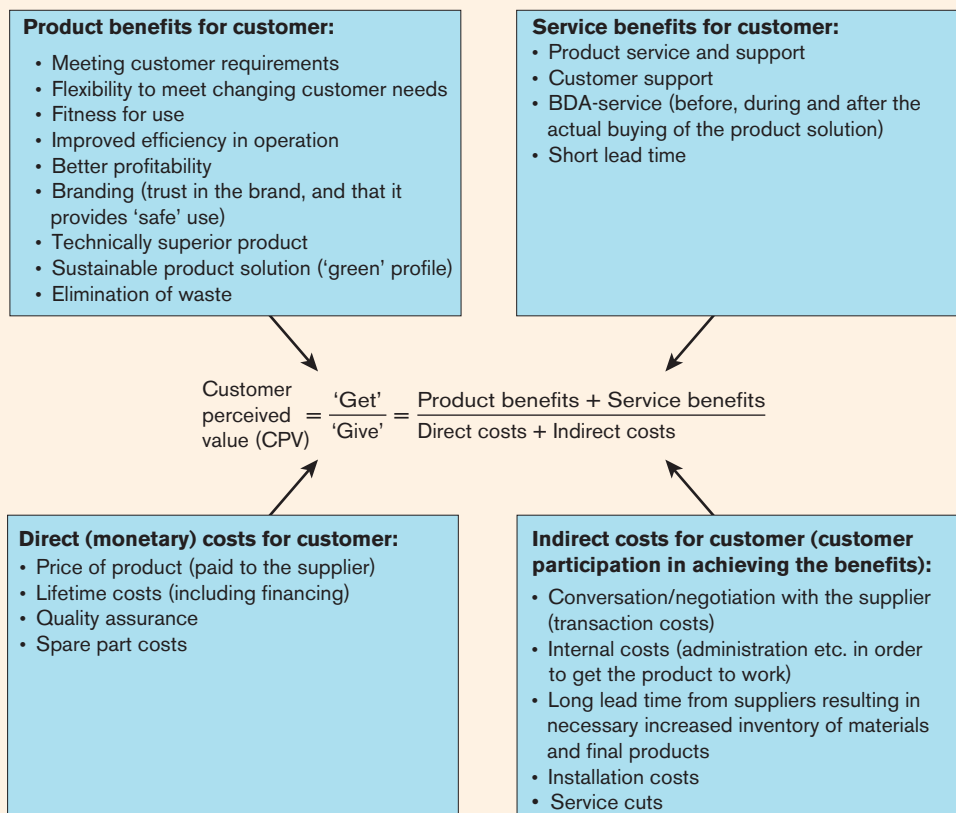 Product benefits for customer:
• Meeting customer requirements
• Flexibility to meet changing customer needs
• Fitness for use
• Improved efficiency in operation
• Better profitability
• Branding (trust in the brand, and that it
provides ‘safe’ use)
• Technically superior product
• Sustainable product solution (‘green’ profile)
• Elimination of waste
Service benefits for customer:
• Product service and support
• Customer support
• BDA-service (before, during and after the
actual buying of the product solution)
• Short lead time
Customer
perceived
value (CPV)
= ‘Get’
‘Give’
= Product benefits + Service benefits
Direct costs + Indirect costs
Direct (monetary) costs for customer:
• Price of product (paid to the supplier)
• Lifetime costs (including financing)
• Quality assurance
• Spare part costs
Indirect costs for customer (customer
participation in achieving the benefits):
• Conversation/negotiation with the supplier
(transaction costs)
• Internal costs (administration etc. in order
to get the product to work)
• Long lead time from suppliers resulting in
necessary increased inventory of materials
and final products
• Installation costs
• Service cuts